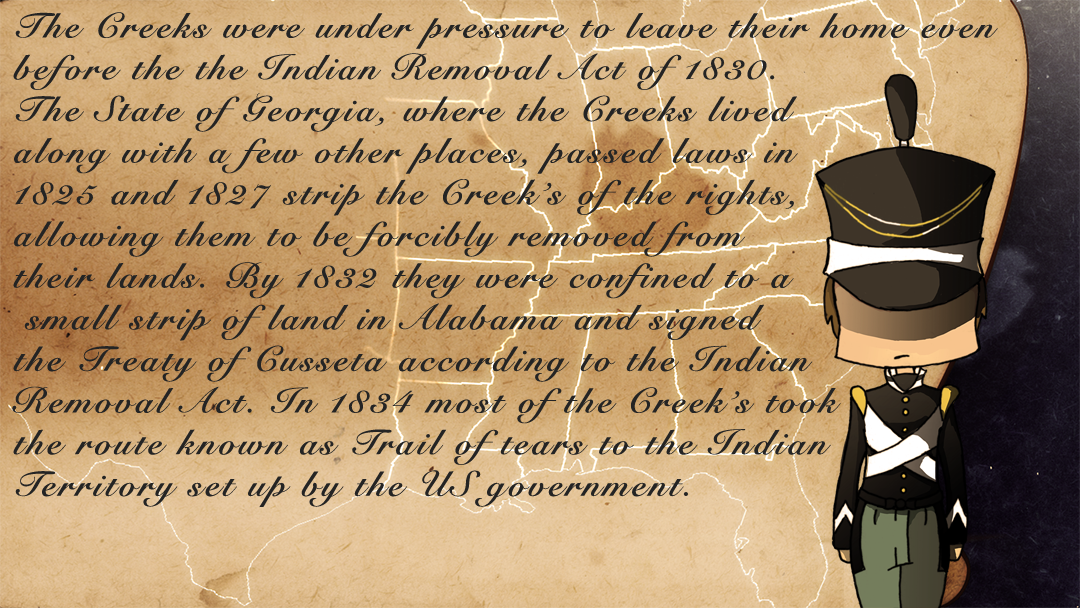 The Creeks were under pressure to leave their home even
before the the Indian Removal Act of 1830.
The State of Georgia, where the Creeks lived
along with a few other places, passed laws in
1825 and 1827 strip the Creek's of the rights,
allowing them to be forcibly removed from
their lands. By 1832 they were confined to a
small strip of land in Alabama and signed
the Treaty of Cusseta according to the Indian
Removal Act. In 1834 most of the Creek's took
the route known as Trail of tears to the Indian
Territory set up by the US government.